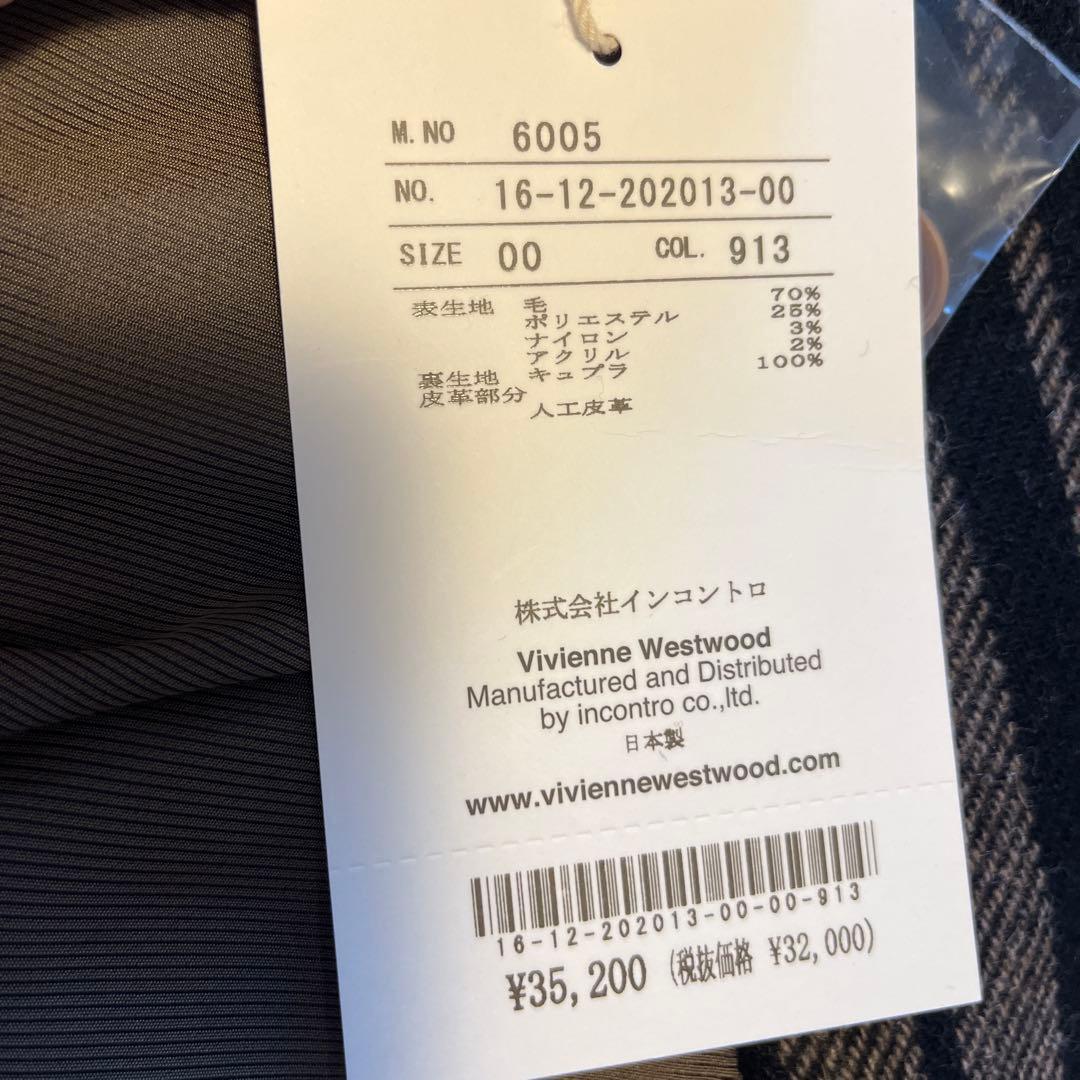 M.NO 6005
NO. 16-12-202013-00
SIZE 00 COL. 913
表生地 毛 70%
ポリエステル 25%
ナイロン 3%
アクリル 2%
裏生地 キュプラ 100%
皮革部分
人工皮革
株式会社インコントロ
Vivienne Westwood
Manufactured and Distributed
by incontro co.,ltd.
日本製
www.viviennewestwood.com
16-12-202013-00-00-913
¥35,200 (税抜価格 ¥32,000)